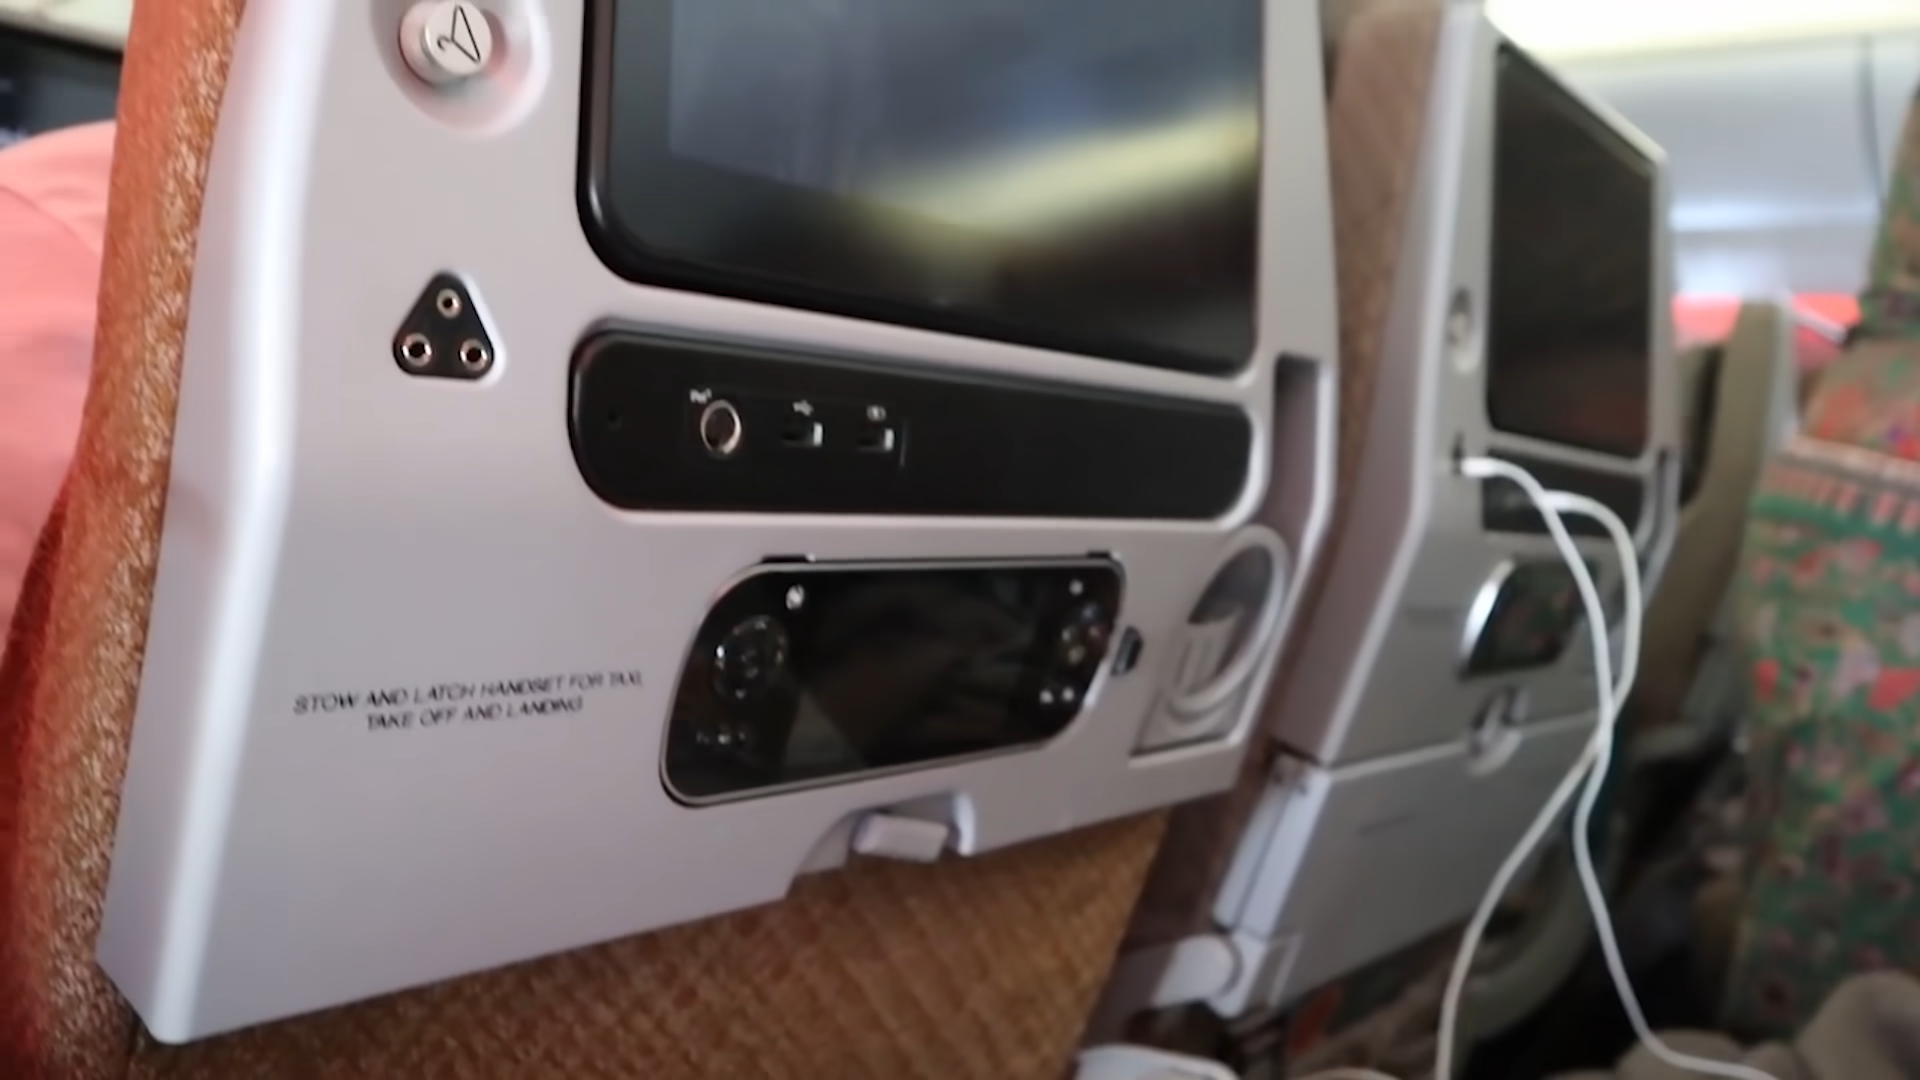 STOW AND LATCH HANDSET FOR TAXI,
TAKE OFF AND LANDING